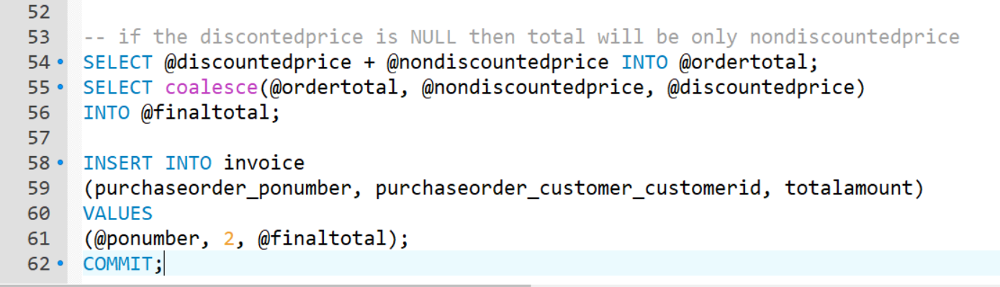 52
53 -- if the discontedprice is NULL then total will be only nondiscountedprice
54 SELECT @discountedprice + @nondiscountedprice INTO @ordertotal;
55 SELECT coalesce(@ordertotal, @nondiscountedprice, @discountedprice)
56 INTO @finaltotal;
57
58 INSERT INTO invoice
59 (purchaseorder_ponumber, purchaseorder_customer_customerid, totalamount)
60 VALUES
61 (@ponumber, 2, @finaltotal);
62 COMMIT;